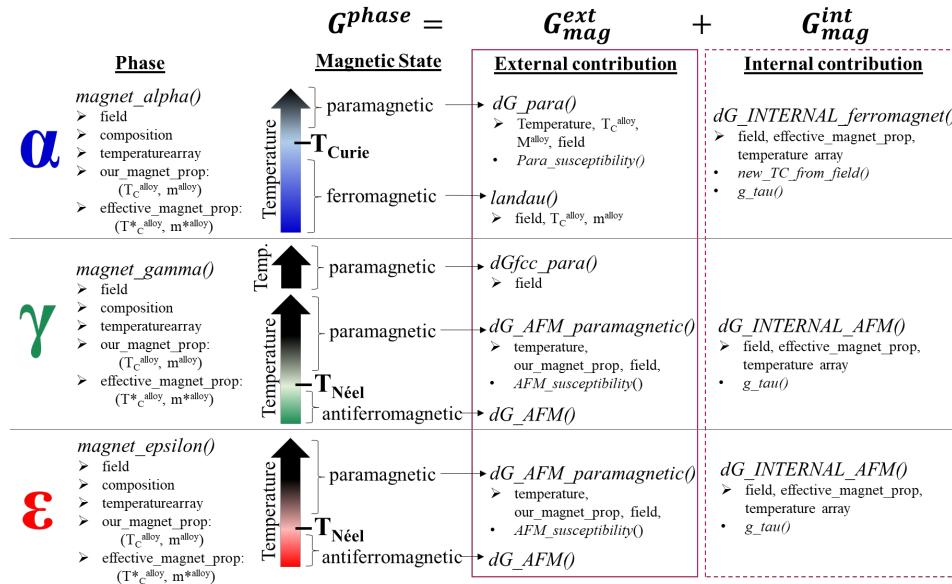 G^phase = G_mag^ext + G_mag^int
Phase
Magnetic State
External contribution
Internal contribution
α
magnet_alpha()
➢ field
➢ composition
➢ temperaturearray
➢ our_magnet_prop:
(T_C^alloy, m^alloy)
➢ effective_magnet_prop:
(T*_C^alloy, m*^alloy)
Temperature
paramagnetic
T_Curie
ferromagnetic
dG_para()
➢ Temperature, T_C^alloy,
M^alloy, field
• Para_susceptibility()
landau()
➢ field, T_C^alloy, m^alloy
dG_INTERNAL_ferromagnet()
➢ field, effective_magnet_prop,
temperature array
• new_TC_from_field()
• g_tau()
γ
magnet_gamma()
➢ field
➢ composition
➢ temperaturearray
➢ our_magnet_prop:
(T_C^alloy, m^alloy)
➢ effective_magnet_prop:
(T*_C^alloy, m*^alloy)
Temp.
paramagnetic
Temperature
paramagnetic
T_Néel
antiferromagnetic
dGfcc_para()
➢ field
dG_AFM_paramagnetic()
➢ temperature,
our_magnet_prop, field,
• AFM_susceptibility()
dG_AFM()
dG_INTERNAL_AFM()
➢ field, effective_magnet_prop,
temperature array
• g_tau()
ε
magnet_epsilon()
➢ field
➢ composition
➢ temperaturearray
➢ our_magnet_prop:
(T_C^alloy, m^alloy)
➢ effective_magnet_prop:
(T*_C^alloy, m*^alloy)
Temperature
paramagnetic
T_Néel
antiferromagnetic
dG_AFM_paramagnetic()
➢ temperature,
our_magnet_prop, field,
• AFM_susceptibility()
dG_AFM()
dG_INTERNAL_AFM()
➢ field, effective_magnet_prop,
temperature array
• g_tau()